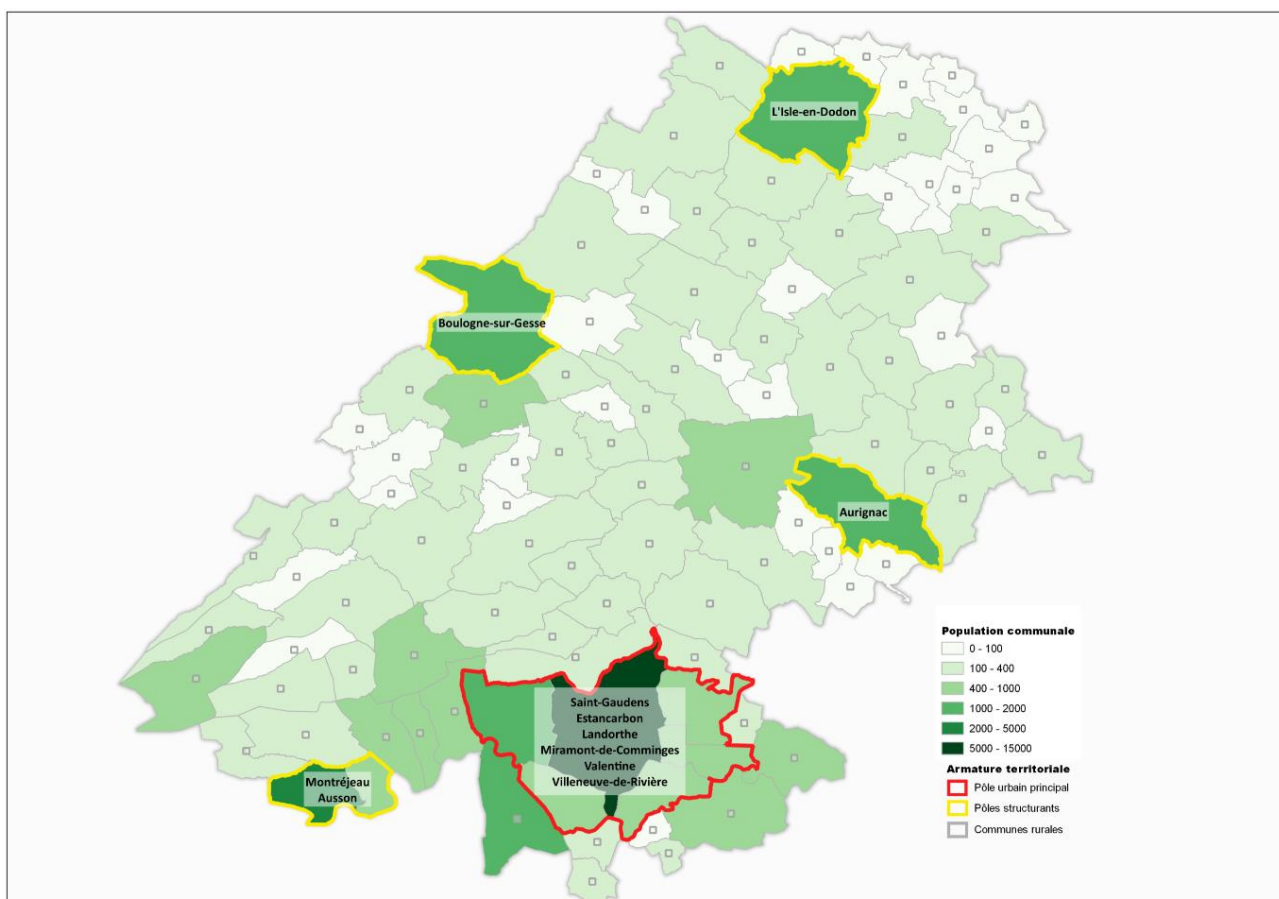 L'Isle-en-Dodon
Boulogne-sur-Gesse
Aurignac
Saint-Gaudens
Estancarbon
Landorthe
Miramont-de-Comminges
Valentine
Villeneuve-de-Rivière
Montréjeau
Ausson
Population communale
0 - 100
100 - 400
400 - 1000
1000 - 2000
2000 - 5000
5000 - 15000
Armature territoriale
Pôle urbain principal
Pôles structurants
Communes rurales